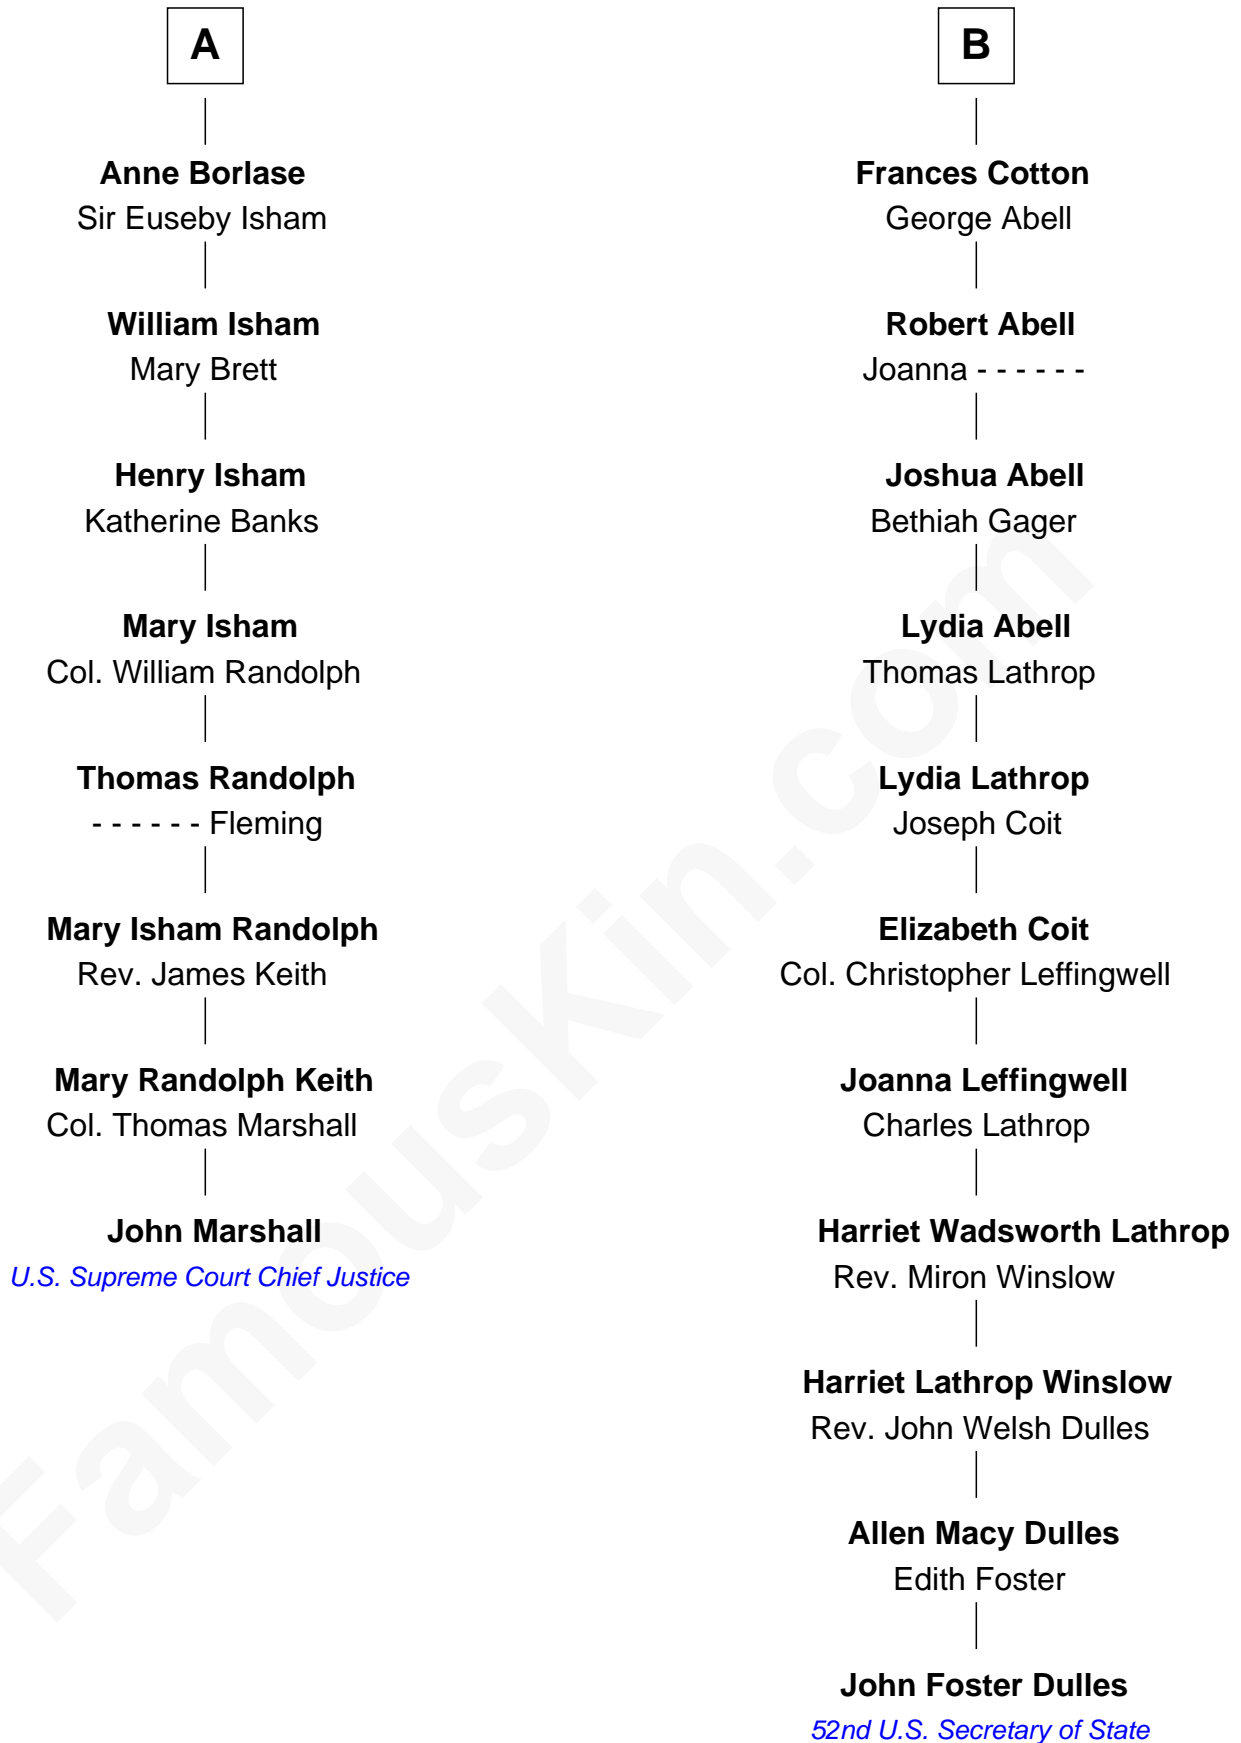 A
Anne Borlase
Sir Euseby Isham
William Isham
Mary Brett
Henry Isham
Katherine Banks
Mary Isham
Col. William Randolph
Thomas Randolph
- - - - - - Fleming
Mary Isham Randolph
Rev. James Keith
Mary Randolph Keith
Col. Thomas Marshall
John Marshall
U.S. Supreme Court Chief Justice
B
Frances Cotton
George Abell
Robert Abell
Joanna - - - - - -
Joshua Abell
Bethiah Gager
Lydia Abell
Thomas Lathrop
Lydia Lathrop
Joseph Coit
Elizabeth Coit
Col. Christopher Leffingwell
Joanna Leffingwell
Charles Lathrop
Harriet Wadsworth Lathrop
Rev. Miron Winslow
Harriet Lathrop Winslow
Rev. John Welsh Dulles
Allen Macy Dulles
Edith Foster
John Foster Dulles
52nd U.S. Secretary of State
FamousKin.com